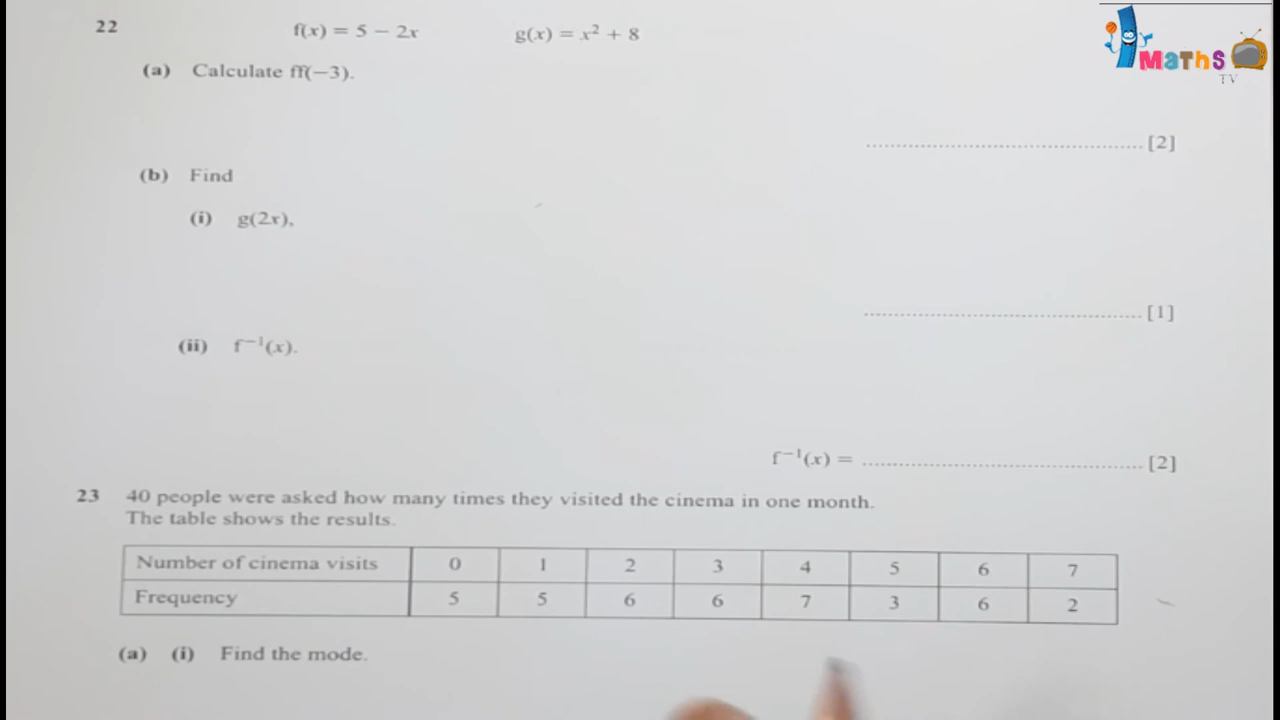 22 f(x) = 5 − 2x g(x) = x² + 8
MaThS
TV
(a) Calculate ff(−3).
................................................ [2]
(b) Find
(i) g(2x),
................................................ [1]
(ii) f⁻¹(x).
f⁻¹(x) = ................................................ [2]
23 40 people were asked how many times they visited the cinema in one month.
The table shows the results.
Number of cinema visits 0 1 2 3 4 5 6 7
Frequency 5 5 6 6 7 3 6 2
(a) (i) Find the mode.